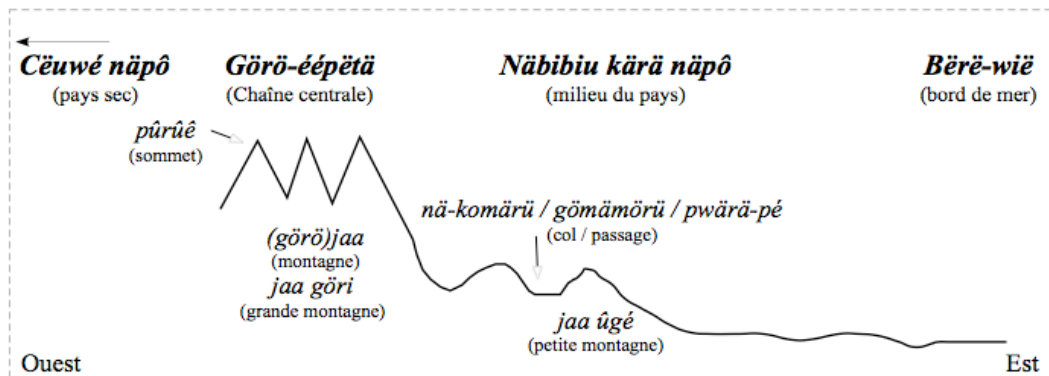 Cëuwé näpô
(pays sec)
Görö-éépëtä
(Chaîne centrale)
Näbibiu kärä näpô
(milieu du pays)
Bërë-wië
(bord de mer)
pûrûê
(sommet)
nä-komärü / gömämörü / pwärä-pé
(col / passage)
(görö)jaa
(montagne)
jaa göri
(grande montagne)
jaa ûgé
(petite montagne)
Ouest
Est